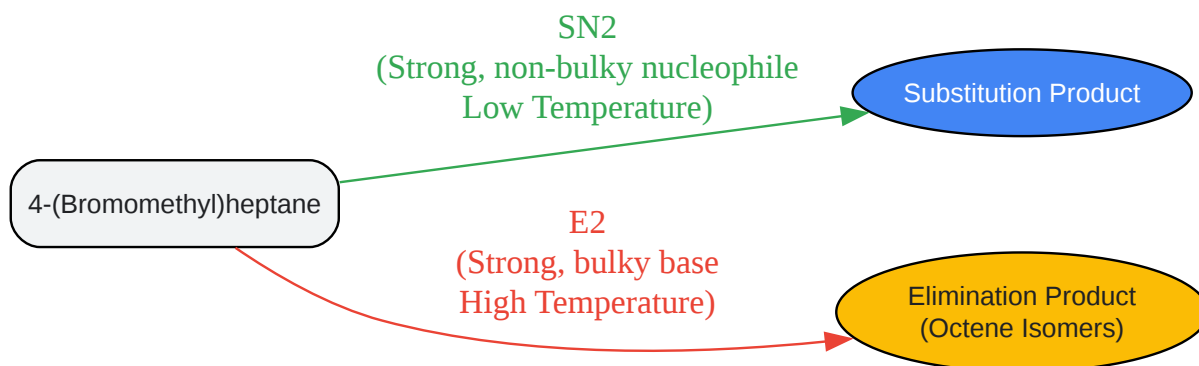 SN2
(Strong, non-bulky nucleophile
Low Temperature)
Substitution Product
4-(Bromomethyl)heptane
E2
(Strong, bulky base
High Temperature)
Elimination Product
(Octene Isomers)